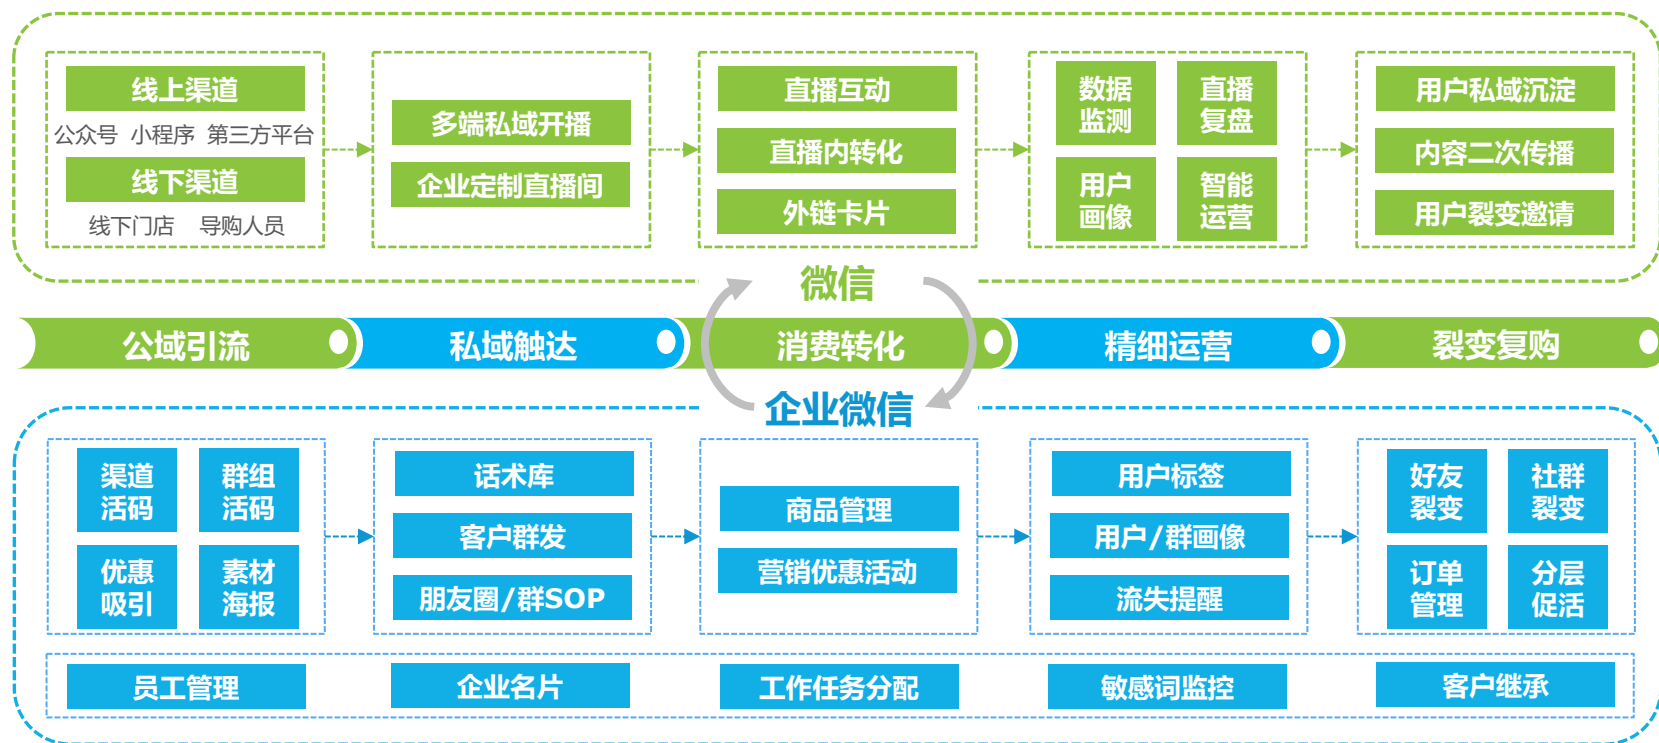 线上渠道
公众号 小程序 第三方平台
线下渠道
线下门店 导购人员
多端私域开播
企业定制直播间
直播互动
直播内转化
外链卡片
数据
监测
直播
复盘
用户
画像
智能
运营
用户私域沉淀
内容二次传播
用户裂变邀请
微信
公域引流
私域触达
消费转化
精细运营
裂变复购
企业微信
渠道
活码
群组
活码
优惠
吸引
素材
海报
话术库
客户群发
朋友圈/群SOP
商品管理
营销优惠活动
用户标签
用户/群画像
流失提醒
好友
裂变
社群
裂变
订单
管理
分层
促活
员工管理
企业名片
工作任务分配
敏感词监控
客户继承